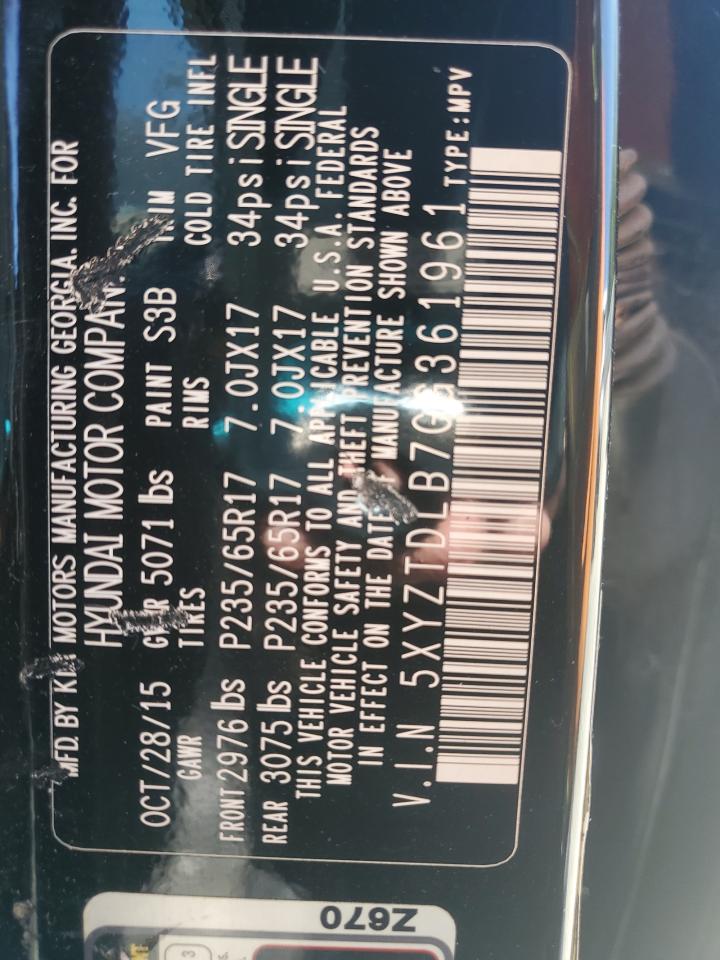 MFD. BY KIA MOTORS MANUFACTURING GEORGIA. INC. FOR
HYUNDAI MOTOR COMPANY.
OCT/28/15 GVWR 5071 lbs PAINT S3B TRIM VFG
GAWR TIRES RIMS COLD TIRE INFL
FRONT 2976 lbs P235/65R17 7.0JX17 34psi SINGLE
REAR 3075 lbs P235/65R17 7.0JX17 34psi SINGLE
THIS VEHICLE CONFORMS TO ALL APPLICABLE U.S.A. FEDERAL
MOTOR VEHICLE SAFETY AND THEFT PREVENTION STANDARDS
IN EFFECT ON THE DATE OF MANUFACTURE SHOWN ABOVE
V.I.N 5XYZTDLB7GG361961 TYPE:MPV
Z670
3